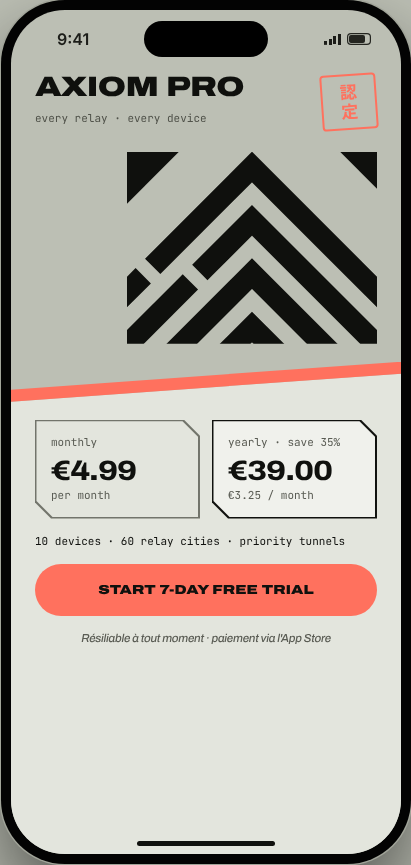 9:41
AXIOM PRO
every relay · every device
認
定
monthly
€4.99
per month
yearly · save 35%
€39.00
€3.25 / month
10 devices · 60 relay cities · priority tunnels
START 7-DAY FREE TRIAL
Résiliable à tout moment · paiement via l'App Store